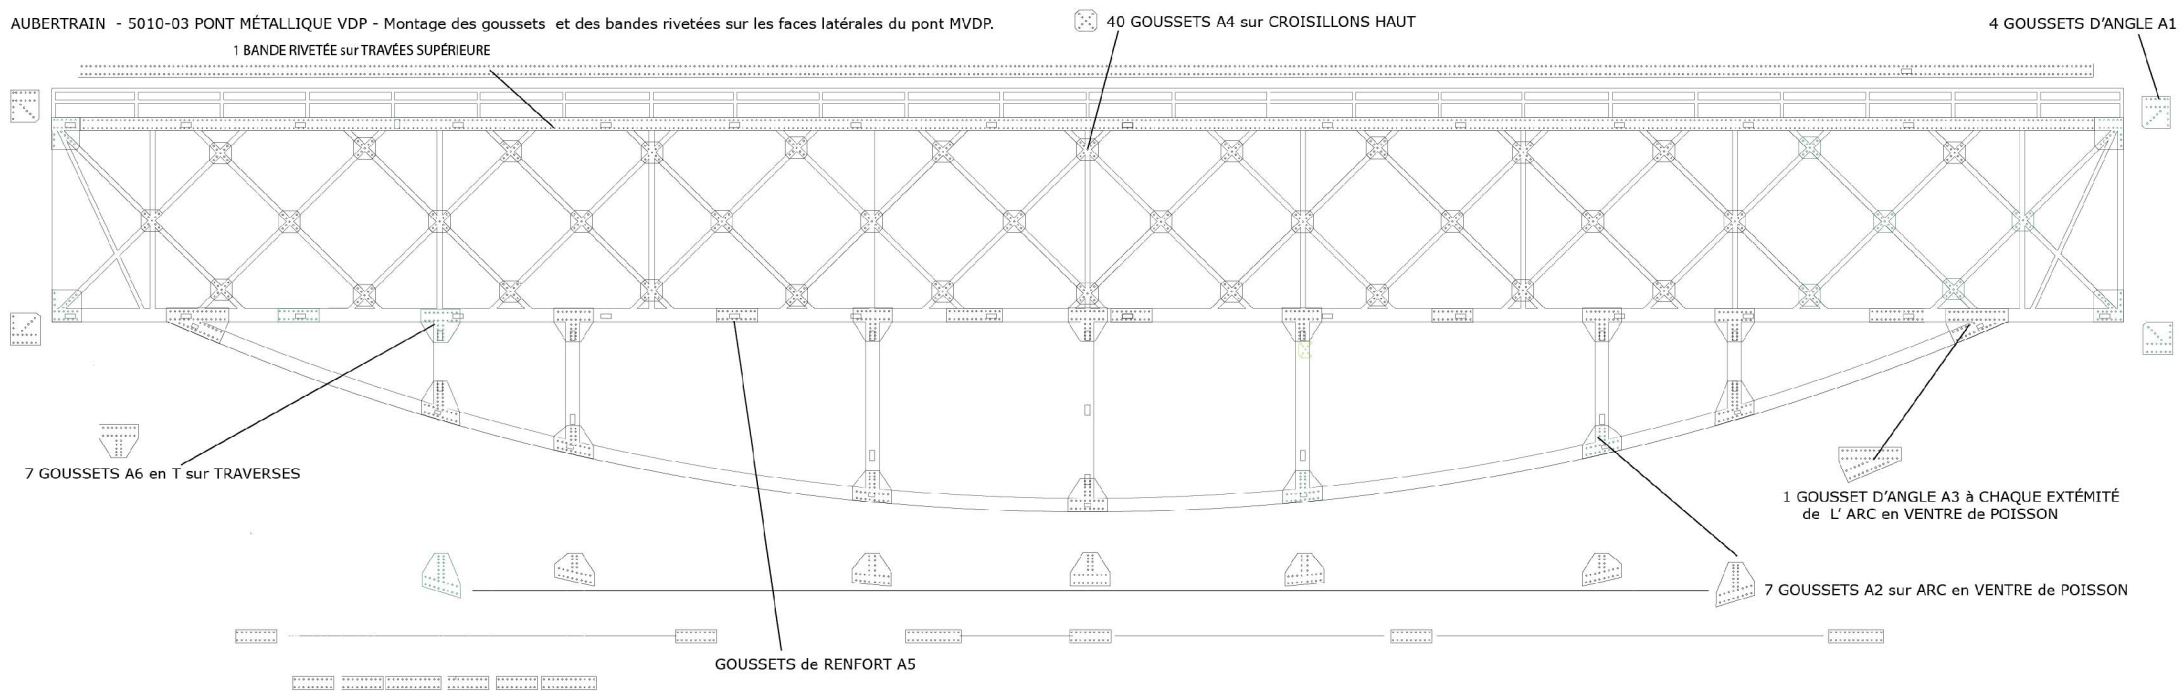 AUBERTRAIN - 5010-03 PONT MÉTALLIQUE VDP - Montage des goussets et des bandes rivetées sur les faces latérales du pont MVDP.
40 GOUSSETS A4 sur CROISILLONS HAUT
4 GOUSSETS D'ANGLE A1
1 BANDE RIVETÉE sur TRAVÉES SUPÉRIEURE
7 GOUSSETS A6 en T sur TRAVERSES
1 GOUSSET D'ANGLE A3 à CHAQUE EXTÉMITÉ
de L' ARC en VENTRE de POISSON
7 GOUSSETS A2 sur ARC en VENTRE de POISSON
GOUSSETS de RENFORT A5